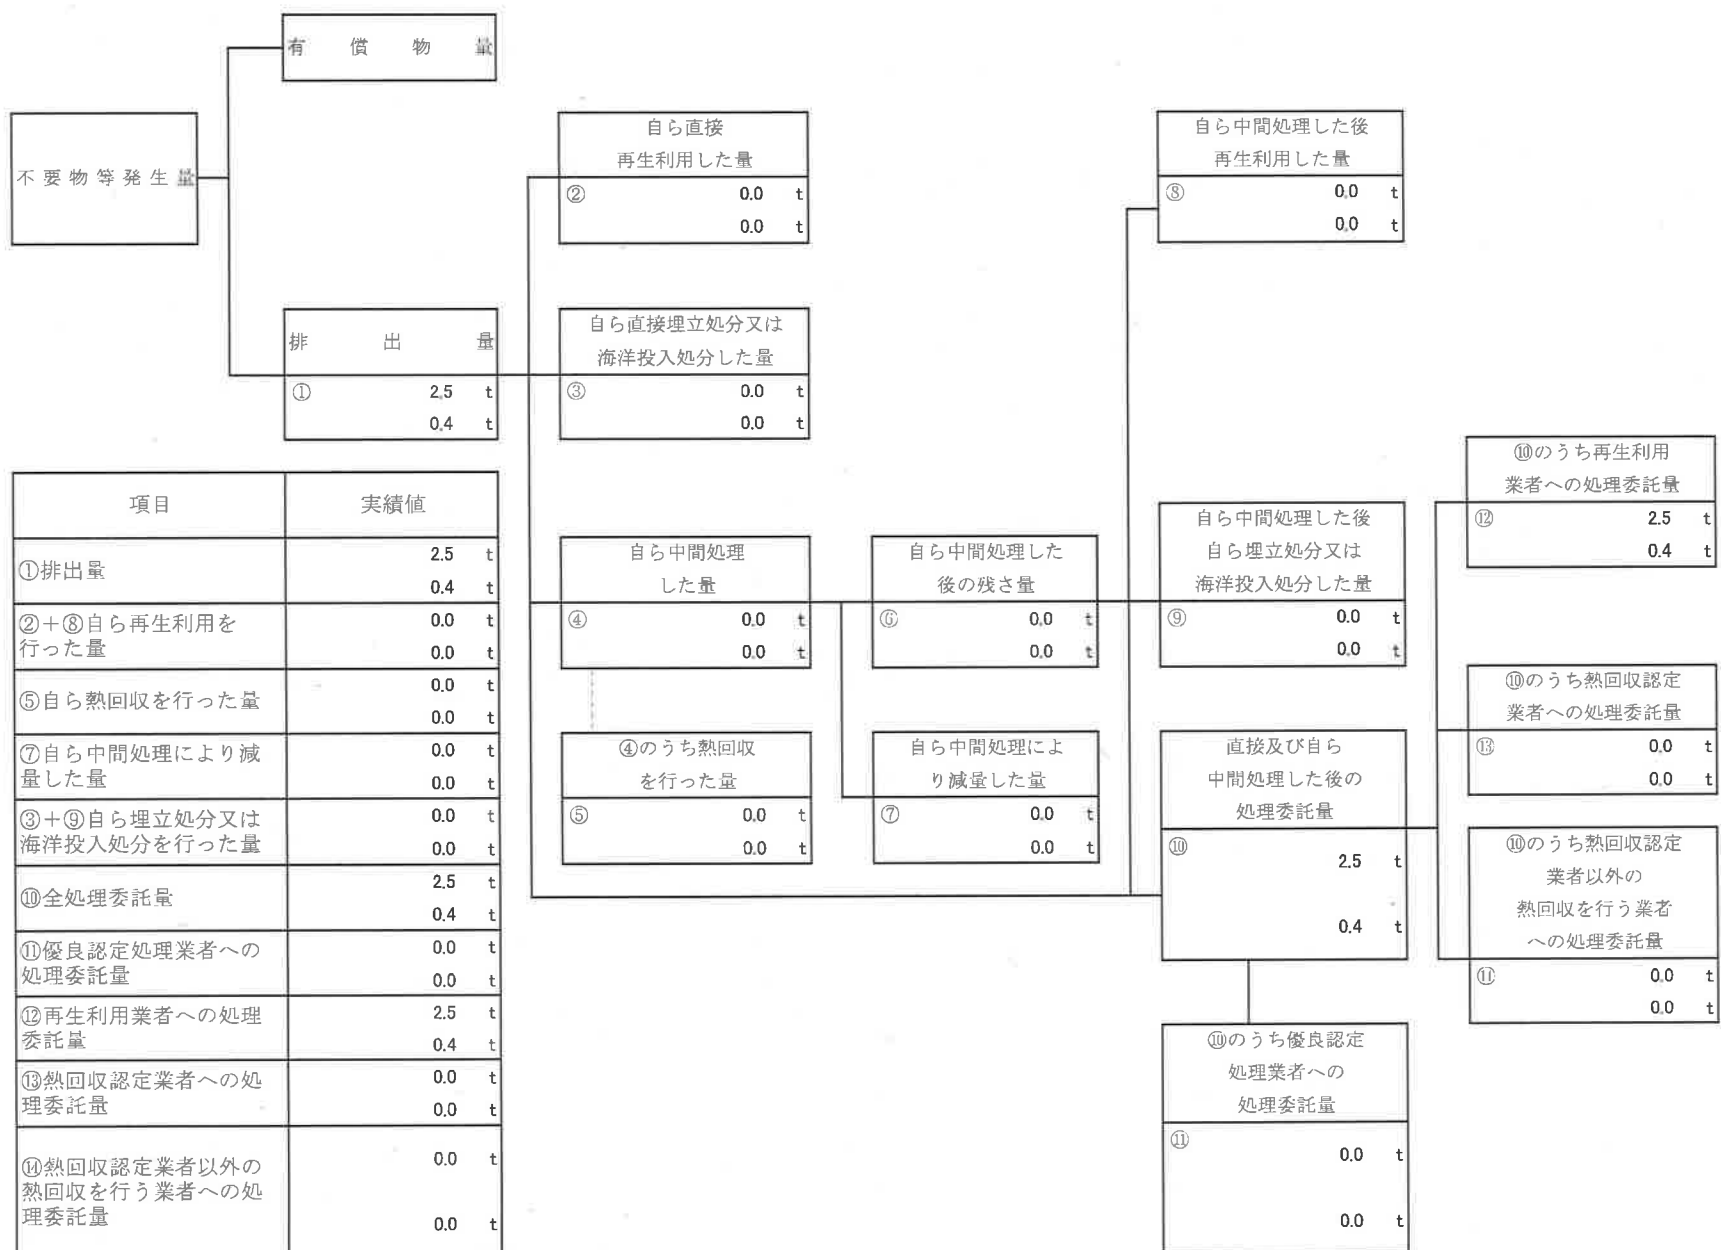 有償物量
不要物等発生量
自ら直接
再生利用した量
② 0.0 t
0.0 t
自ら中間処理した後
再生利用した量
⑧ 0.0 t
0.0 t
排出量
① 2.5 t
0.4 t
自ら直接埋立処分又は
海洋投入処分した量
③ 0.0 t
0.0 t
項目 実績値
①排出量
2.5 t
0.4 t
②+⑧自ら再生利用を
行った量
0.0 t
0.0 t
⑤自ら熱回収を行った量
0.0 t
0.0 t
⑦自ら中間処理により減
量した量
0.0 t
0.0 t
③+⑨自ら埋立処分又は
海洋投入処分を行った量
0.0 t
0.0 t
⑩全処理委託量
2.5 t
0.4 t
⑪優良認定処理業者への
処理委託量
0.0 t
0.0 t
⑫再生利用業者への処理
委託量
2.5 t
0.4 t
⑬熱回収認定業者への処
理委託量
0.0 t
0.0 t
⑭熱回収認定業者以外の
熱回収を行う業者への処
理委託量
0.0 t
0.0 t
自ら中間処理
した量
④ 0.0 t
0.0 t
④のうち熱回収
を行った量
⑤ 0.0 t
0.0 t
自ら中間処理した
後の残さ量
⑥ 0.0 t
0.0 t
自ら中間処理によ
り減量した量
⑦ 0.0 t
0.0 t
自ら中間処理した後
自ら埋立処分又は
海洋投入処分した量
⑨ 0.0 t
0.0 t
直接及び自ら
中間処理した後の
処理委託量
⑩ 2.5 t
0.4 t
⑩のうち優良認定
処理業者への
処理委託量
⑪ 0.0 t
0.0 t
⑩のうち再生利用
業者への処理委託量
⑫ 2.5 t
0.4 t
⑩のうち熱回収認定
業者への処理委託量
⑬ 0.0 t
0.0 t
⑩のうち熱回収認定
業者以外の
熱回収を行う業者
への処理委託量
⑪ 0.0 t
0.0 t